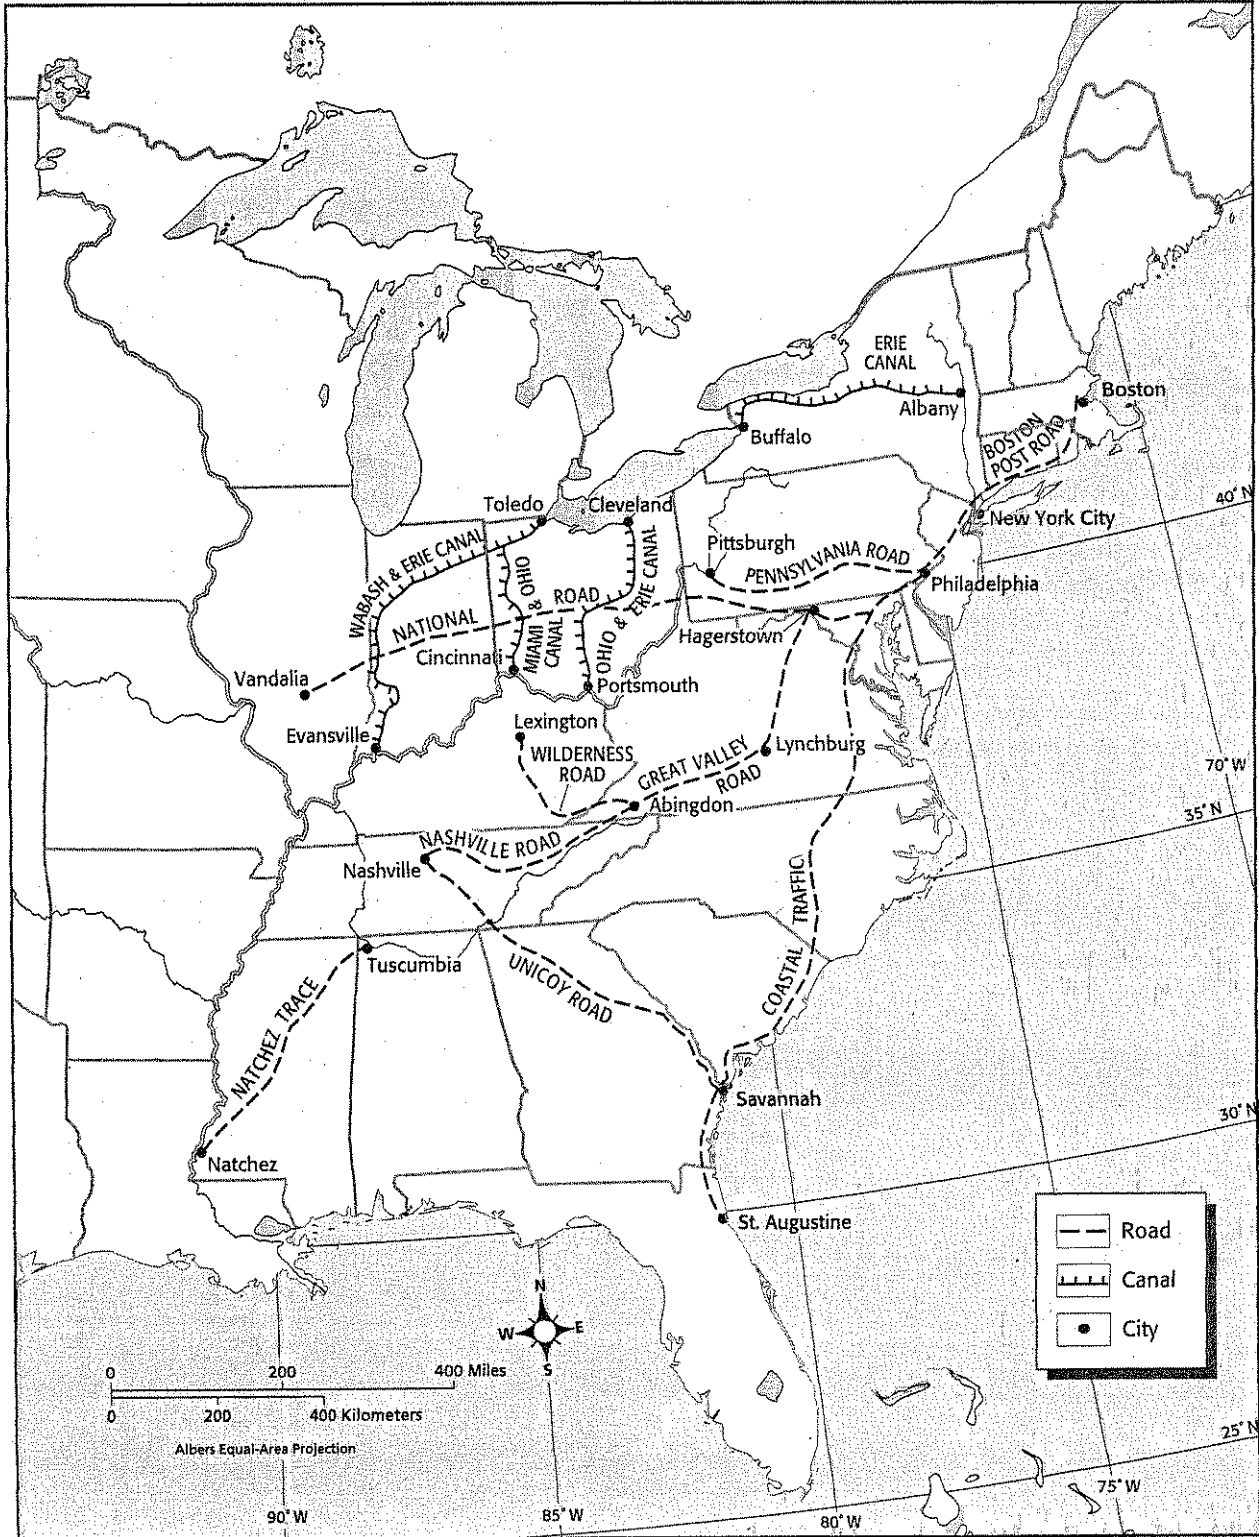 ERIE
CANAL
Albany
Boston
BOSTON
POST ROAD
Buffalo
40° N
Toledo
Cleveland
New York City
WABASH & ERIE CANAL
Pittsburgh
PENNSYLVANIA ROAD
Philadelphia
MIAMI & OHIO
CANAL
OHIO & ERIE CANAL
NATIONAL
ROAD
Hagerstown
Cincinnati
Vandalia
Portsmouth
Evansville
Lexington
WILDERNESS
ROAD
GREAT VALLEY
ROAD
Lynchburg
70° W
35° N
Abingdon
NASHVILLE ROAD
Nashville
COASTAL TRAFFIC
Tuscumbia
UNICOY ROAD
NATCHEZ TRACE
Savannah
30° N
Natchez
St. Augustine
Road
Canal
City
N
W
E
S
0
200
400 Miles
0
200
400 Kilometers
Albers Equal-Area Projection
25° N
90° W
85° W
80° W
75° W